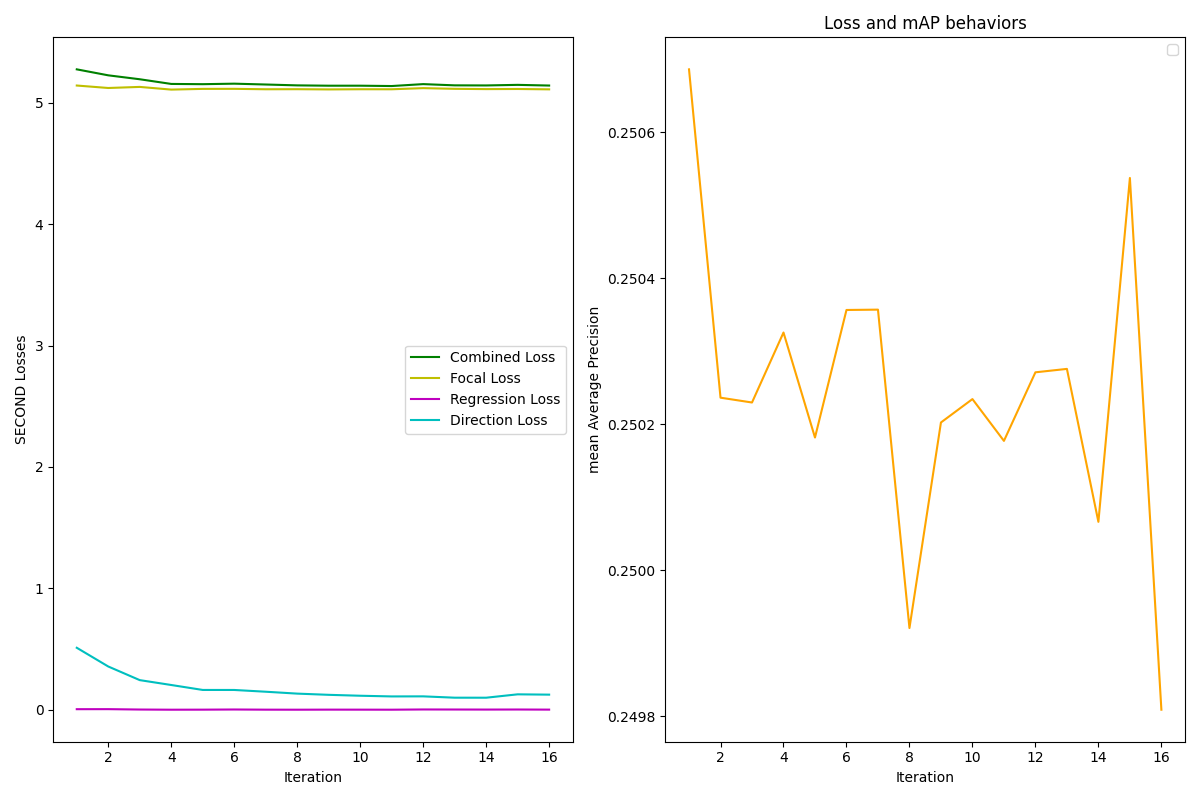 Loss and mAP behaviors
SECOND Losses
5
4
3
2
1
0
Combined Loss
Focal Loss
Regression Loss
Direction Loss
2 4 6 8 10 12 14 16
Iteration
mean Average Precision
0.2506
0.2504
0.2502
0.2500
0.2498
2 4 6 8 10 12 14 16
Iteration